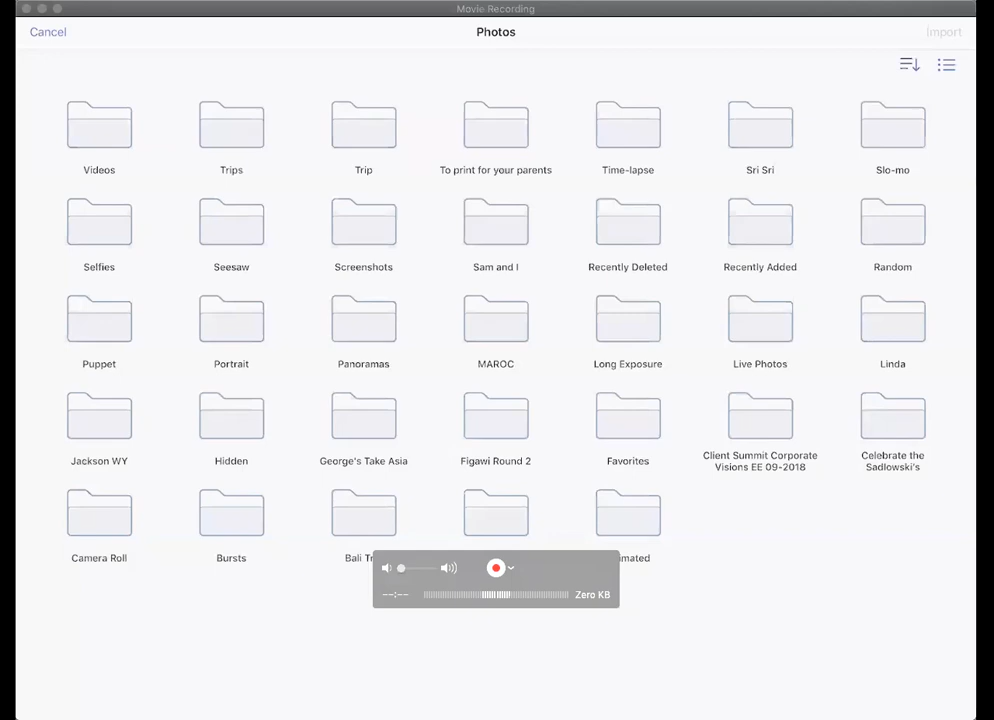 Movie Recording
Cancel
Photos
Import
Videos
Trips
Trip
To print for your parents
Time-lapse
Sri Sri
Slo-mo
Selfies
Seesaw
Screenshots
Sam and I
Recently Deleted
Recently Added
Random
Puppet
Portrait
Panoramas
MAROC
Long Exposure
Live Photos
Linda
Jackson WY
Hidden
George's Take Asia
Figawi Round 2
Favorites
Client Summit Corporate
Visions EE 09-2018
Celebrate the
Sadlowski's
Camera Roll
Bursts
Bali Tr
imated
--:--
Zero KB